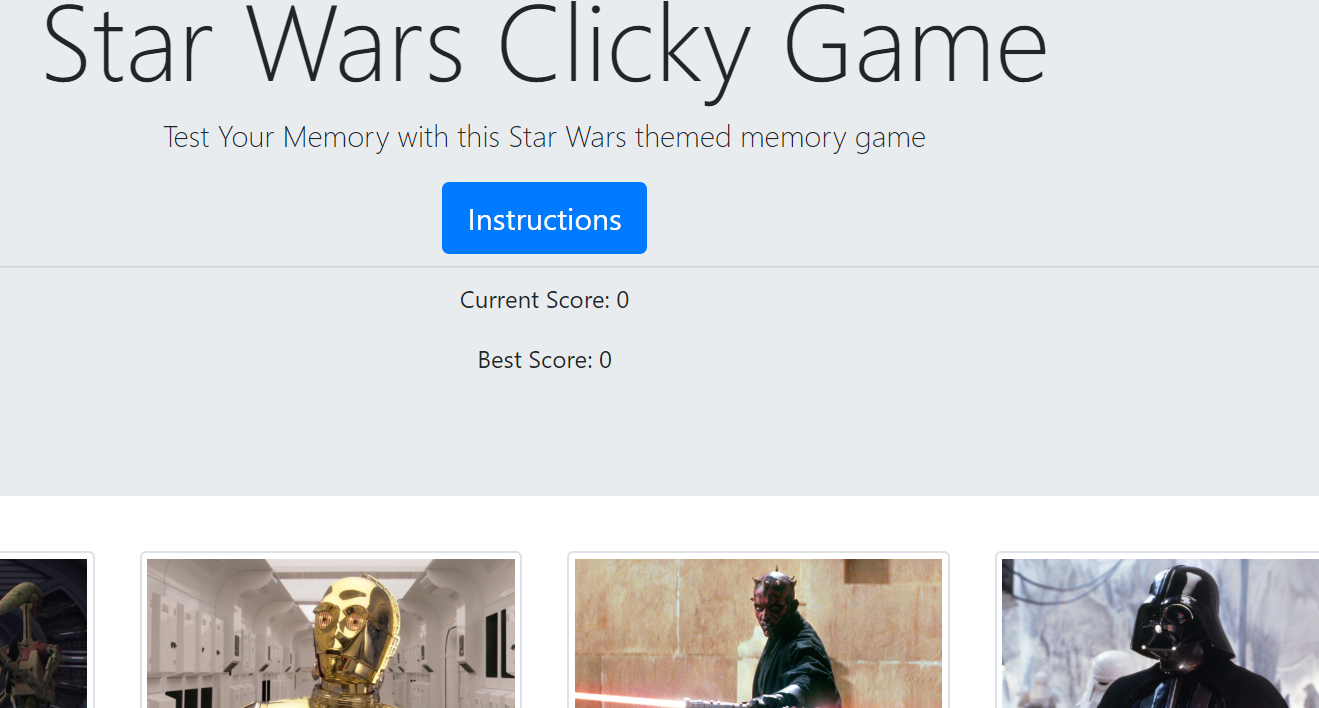 Star Wars Clicky Game
Test Your Memory with this Star Wars themed memory game
Instructions
Current Score: 0
Best Score: 0